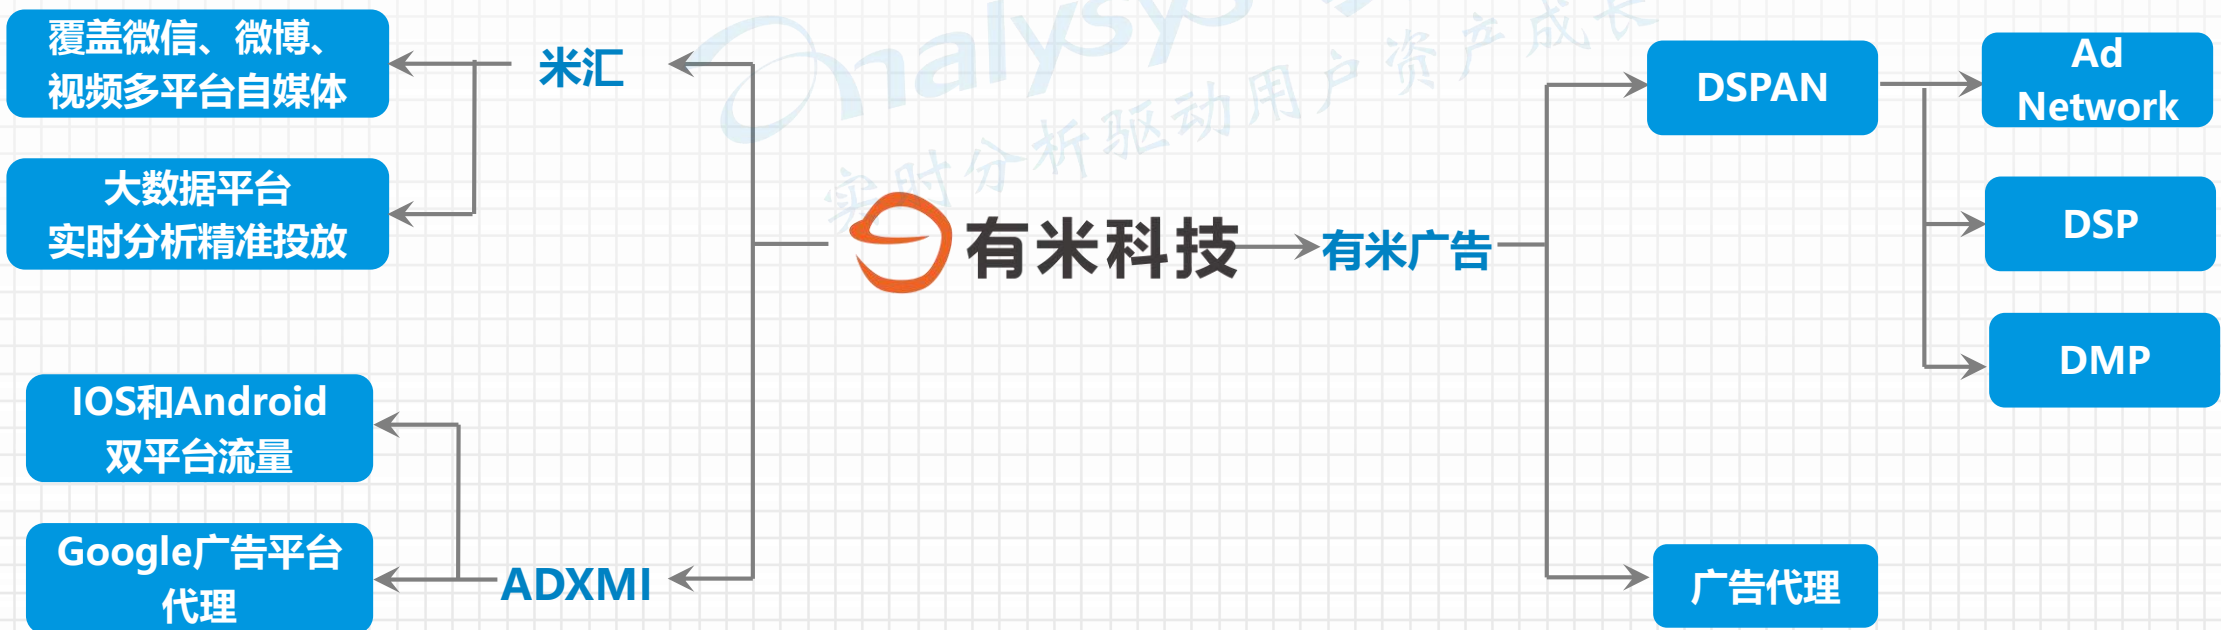 覆盖微信、微博、
视频多平台自媒体
大数据平台
实时分析精准投放
米汇
IOS和Android
双平台流量
Google广告平台
代理
ADXMI
analysys
实时分析驱动用户资产成长
有米科技
有米广告
DSPAN
Ad
Network
DSP
DMP
广告代理